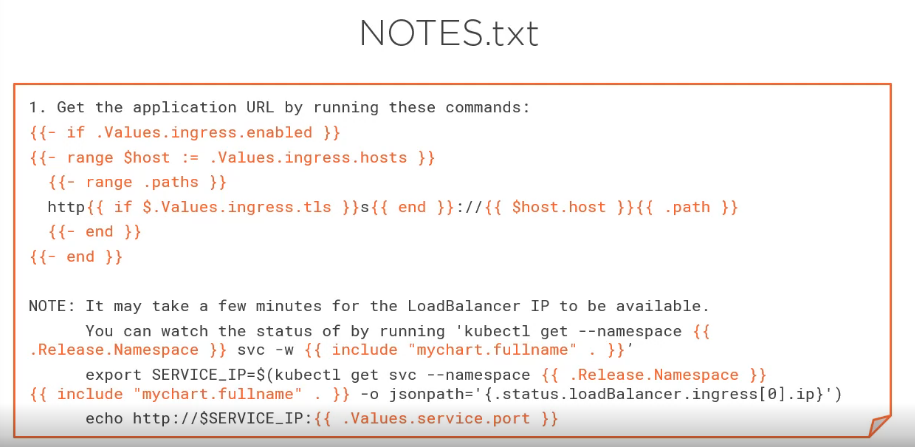 NOTES.txt
1. Get the application URL by running these commands:
{{- if .Values.ingress.enabled }}
{{- range $host := .Values.ingress.hosts }}
{{- range .paths }}
http{{ if $.Values.ingress.tls }}s{{ end }}://{{ $host.host }}{{ .path }}
{{- end }}
{{- end }}
NOTE: It may take a few minutes for the LoadBalancer IP to be available.
You can watch the status of by running 'kubectl get --namespace {{
.Release.Namespace }} svc -w {{ include "mychart.fullname" . }}’
export SERVICE_IP=$(kubectl get svc --namespace {{ .Release.Namespace }}
{{ include "mychart.fullname" . }} -o jsonpath='{.status.loadBalancer.ingress[0].ip}')
echo http://$SERVICE_IP:{{ .Values.service.port }}